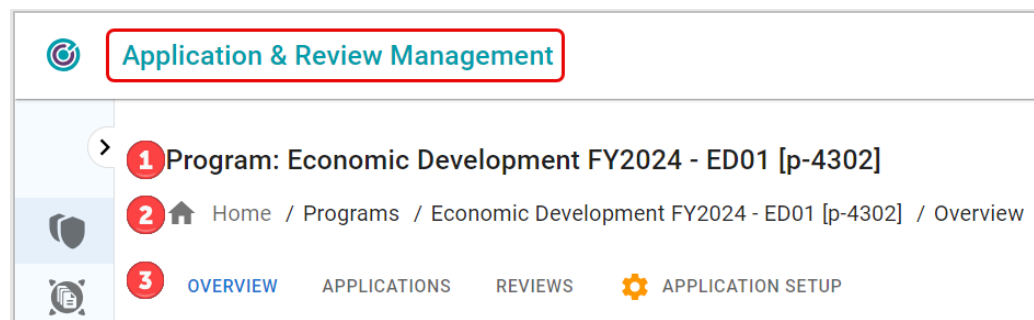 Application & Review Management
1 Program: Economic Development FY2024 - ED01 [p-4302]
2 Home / Programs / Economic Development FY2024 - ED01 [p-4302] / Overview
3 OVERVIEW APPLICATIONS REVIEWS APPLICATION SETUP